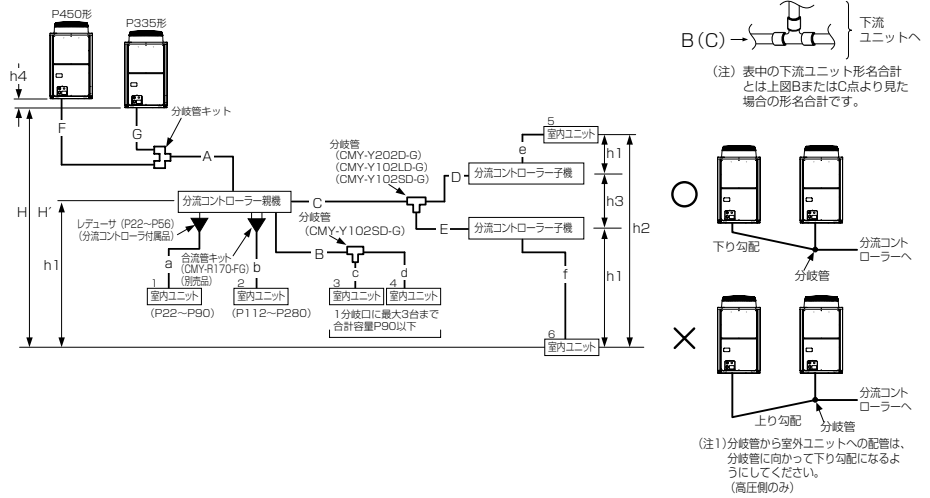 P450形
P335形
h4
F
分岐管キット
G
A
H
H′
h1
分流コントローラー親機
レデューサ(P22〜P56)
(分流コントローラ付属品)
合流管キット
(CMY-R170-FG)
(別売品)
a
b
1
室内ユニット
(P22〜P90)
2
室内ユニット
(P112〜P280)
C
分岐管
(CMY-Y102SD-G)
B
c
d
3
室内ユニット
4
室内ユニット
1分岐口に最大3台まで
合計容量P90以下
分岐管
(CMY-Y202D-G)
(CMY-Y102LD-G)
(CMY-Y102SD-G)
D
E
5
室内ユニット
e
分流コントローラー子機
分流コントローラー子機
f
6
室内ユニット
h1
h3
h1
h2
B(C)
下流
ユニットへ
(注) 表中の下流ユニット形名合計
とは上図BまたはC点より見た
場合の形名合計です。
下り勾配
分岐管
分流コント
ローラーへ
上り勾配
分岐管
分流コント
ローラーへ
(注1)分岐管から室外ユニットへの配管は、
分岐管に向かって下り勾配になるよ
うにしてください。
(高圧側のみ)